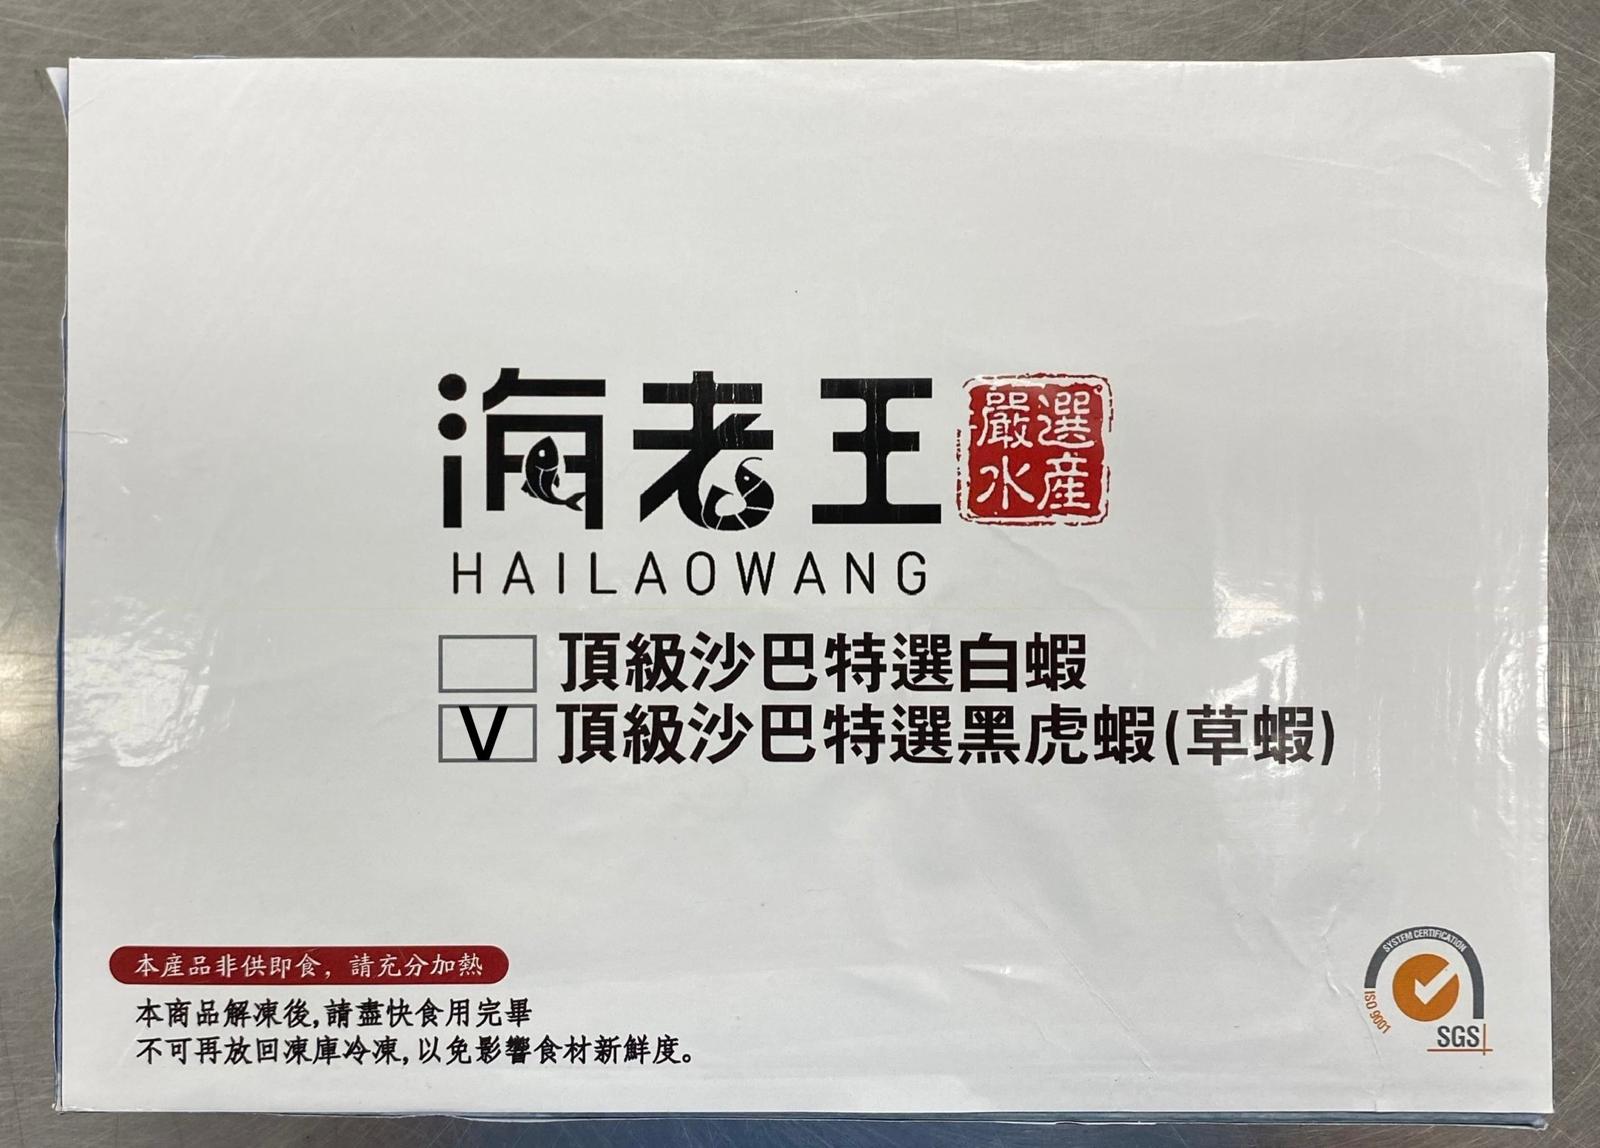 海老王
嚴選
水產
HAILAOWANG
頂級沙巴特選白蝦
V 頂級沙巴特選黑虎蝦(草蝦)
本產品非供即食，請充分加熱
本商品解凍後,請盡快食用完畢
不可再放回凍庫冷凍,以免影響食材新鮮度。
SYSTEM CERTIFICATION
ISO 9001
SGS